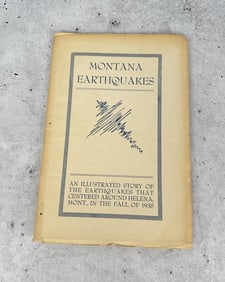 MONTANA
EARTHQUAKES
AN ILLUSTRATED STORY OF
THE EARTHQUAKES THAT
CENTERED AROUND HELENA,
MONT., IN THE FALL OF 1935